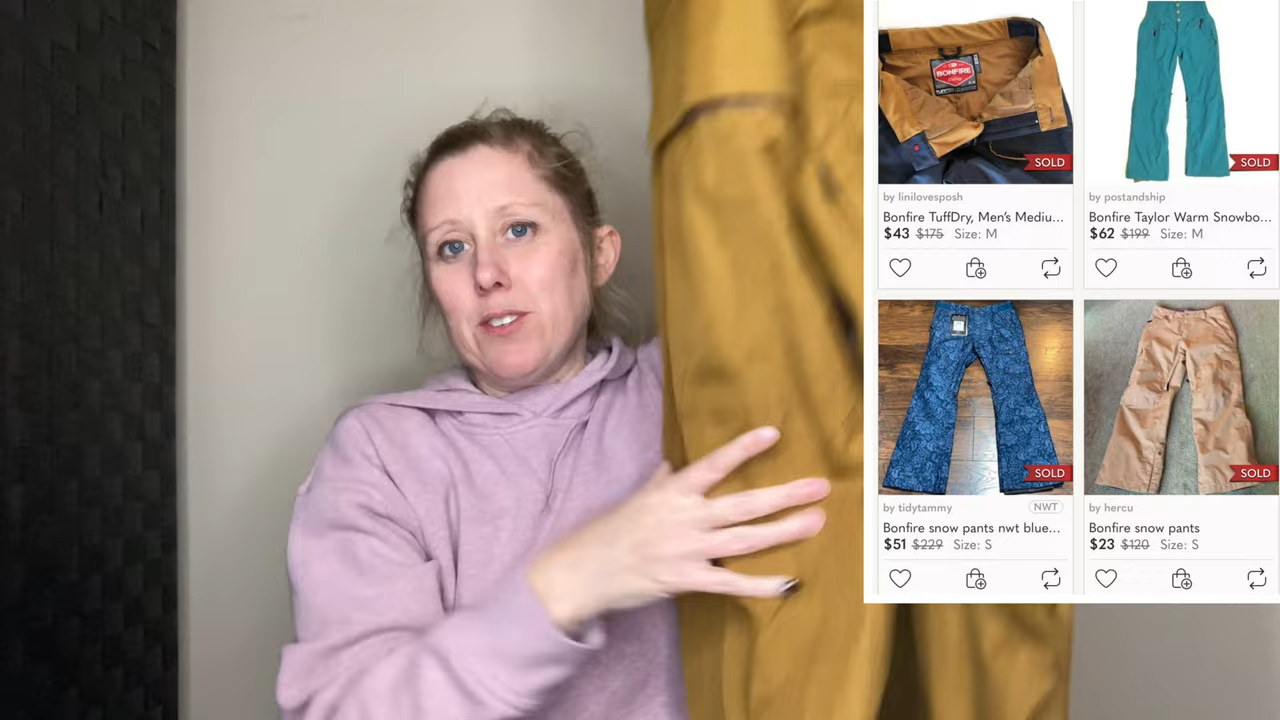 BONFIRE
SOLD
by linilovesposh
Bonfire TuffDry, Men's Mediu...
$43 $175 Size: M
SOLD
by postandship
Bonfire Taylor Warm Snowbo...
$62 $199 Size: M
SOLD
by tidytammy NWT
Bonfire snow pants nwt blue...
$51 $229 Size: S
SOLD
by hercu
Bonfire snow pants
$23 $120 Size: S